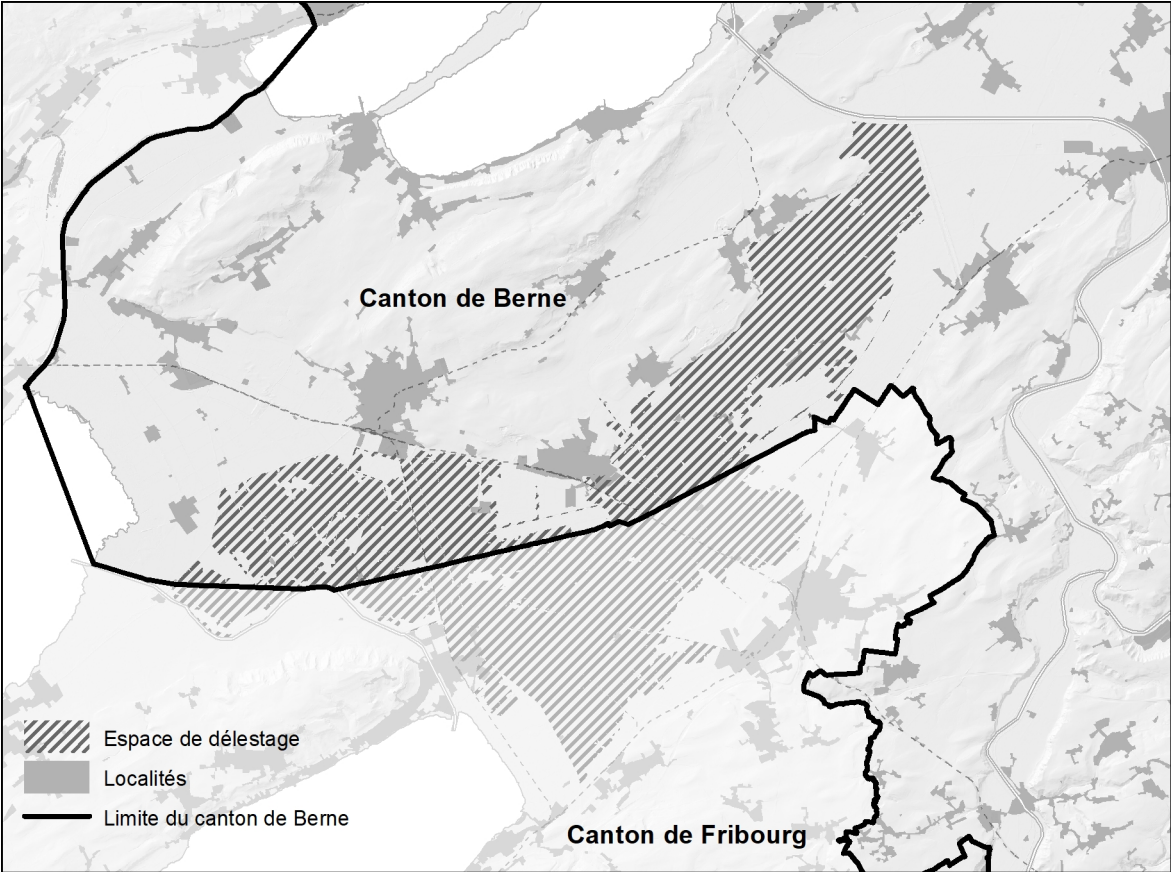 Canton de Berne
Espace de délestage
Localités
Limite du canton de Berne
Canton de Fribourg